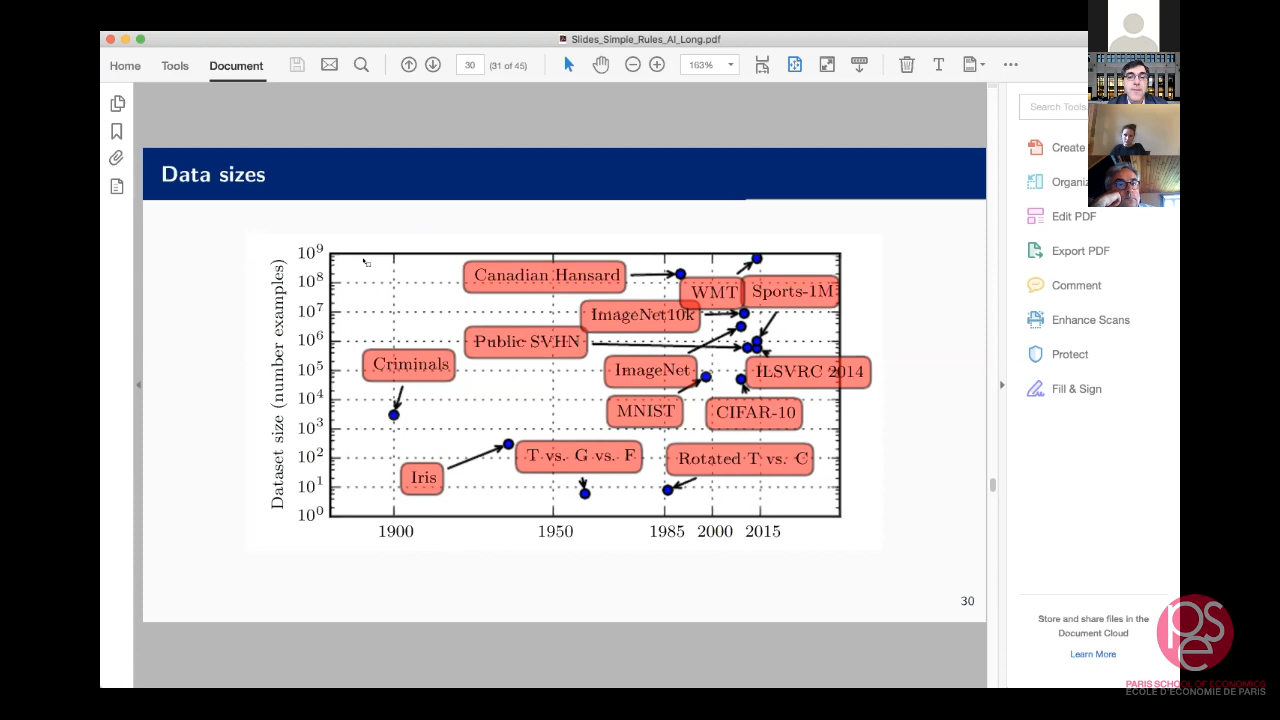 Slides_Simple_Rules_AI_Long.pdf
Home Tools Document 30 (31 of 45) 163%
Search Tools
Create
Organiz
Edit PDF
Export PDF
Comment
Enhance Scans
Protect
Fill & Sign
Store and share files in the
Document Cloud
Learn More
Data sizes
Dataset size (number examples)
10⁹
10⁸
10⁷
10⁶
10⁵
10⁴
10³
10²
10¹
10⁰
Canadian Hansard
WMT
Sports-1M
ImageNet10k
Public SVHN
Criminals
ImageNet
ILSVRC 2014
MNIST
CIFAR-10
T vs. G vs. F
Rotated T vs. C
Iris
1900 1950 1985 2000 2015
30
pse
PARIS SCHOOL OF ECONOMICS
ECOLE D'ECONOMIE DE PARIS